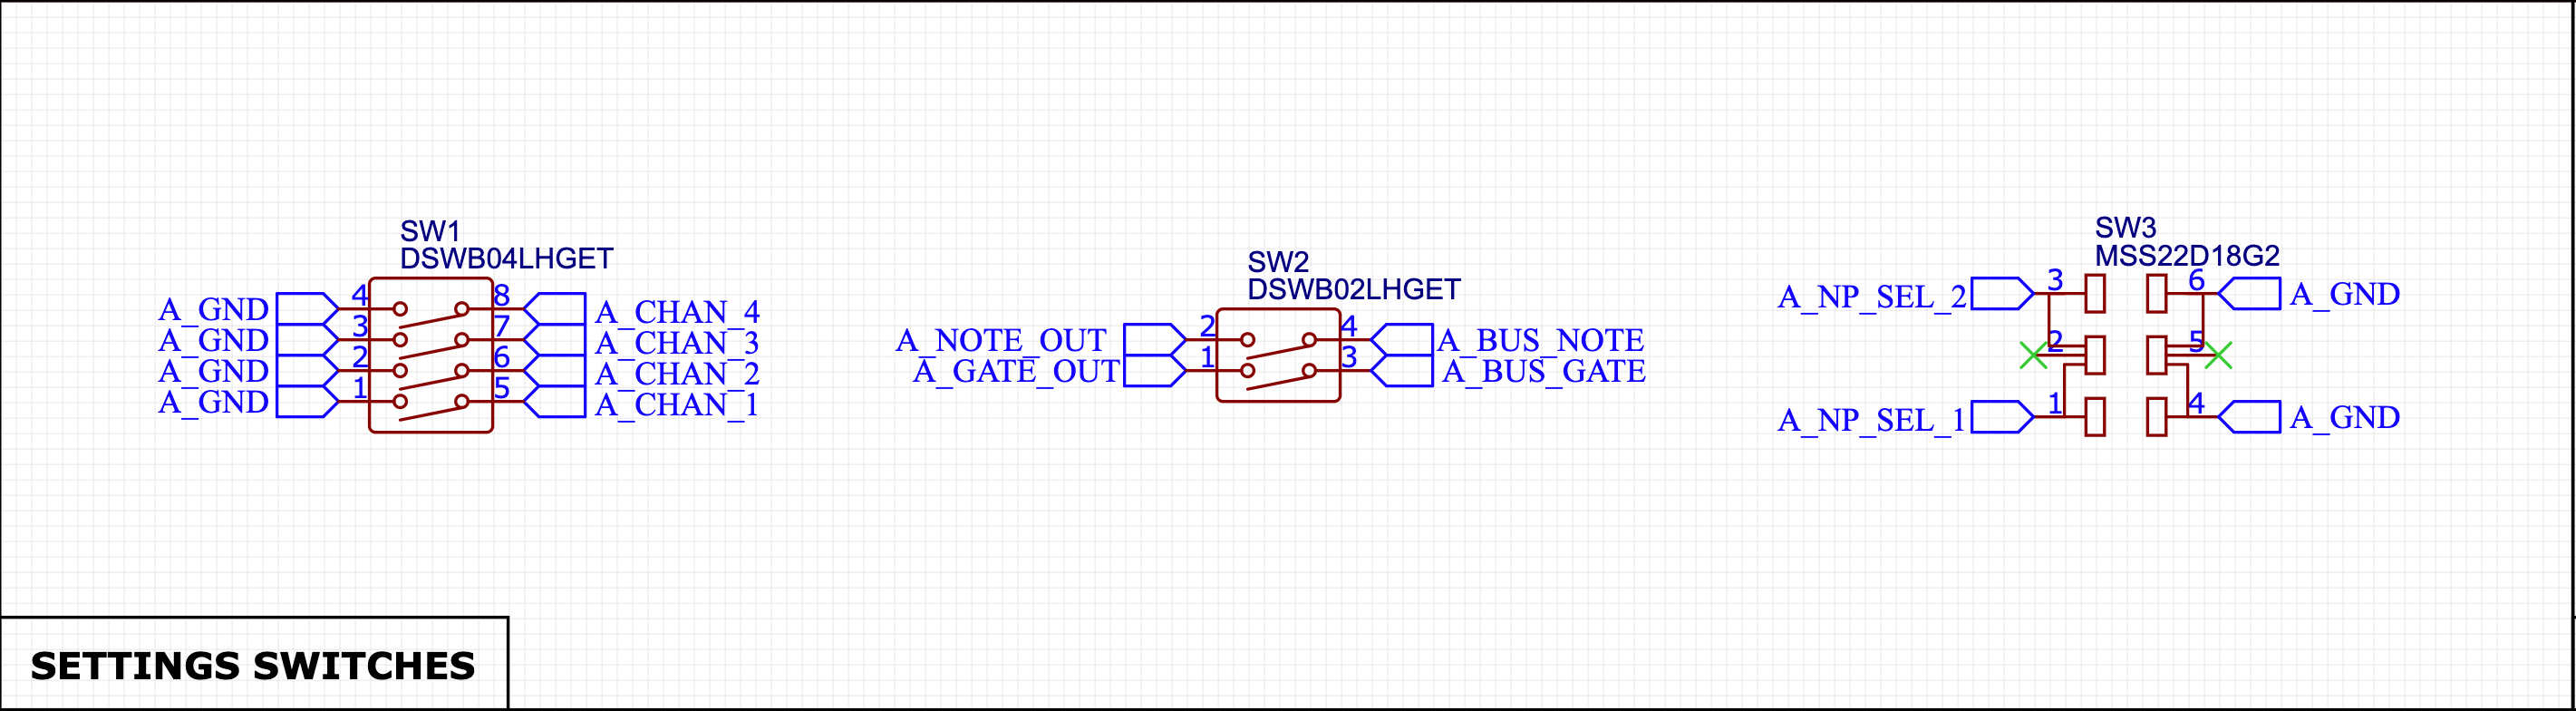 SW1
DSWB04LHGET
A_GND 4 8 A_CHAN_4
A_GND 3 7 A_CHAN_3
A_GND 2 6 A_CHAN_2
A_GND 1 5 A_CHAN_1
SW2
DSWB02LHGET
A_NOTE_OUT 2 4 A_BUS_NOTE
A_GATE_OUT 1 3 A_BUS_GATE
SW3
MSS22D18G2
A_NP_SEL_2 3 6 A_GND
2 5
A_NP_SEL_1 1 4 A_GND
SETTINGS SWITCHES